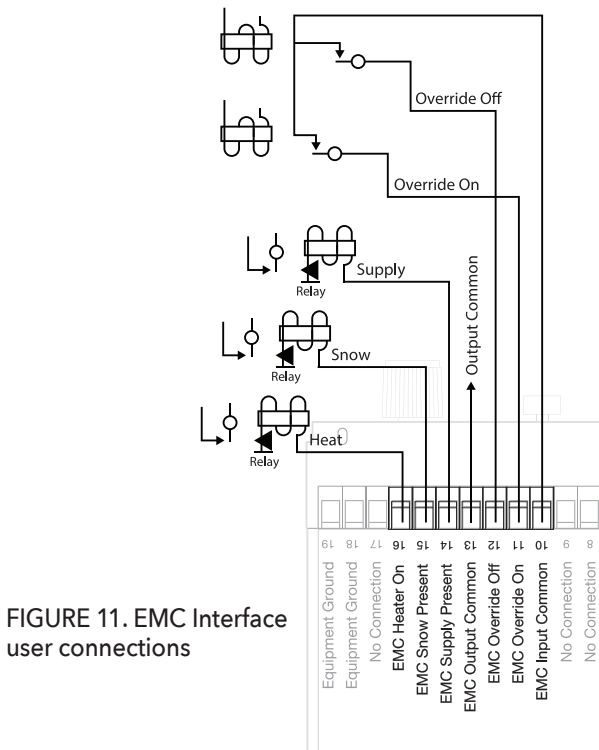 Override Off
Override On
Supply
Relay
Output Common
Snow
Relay
Heat
Relay
19
18
17
16
15
14
13
12
11
10
9
8
Equipment Ground
Equipment Ground
No Connection
EMC Heater On
EMC Snow Present
EMC Supply Present
EMC Output Common
EMC Override Off
EMC Override On
EMC Input Common
No Connection
No Connection
FIGURE 11. EMC Interface
user connections